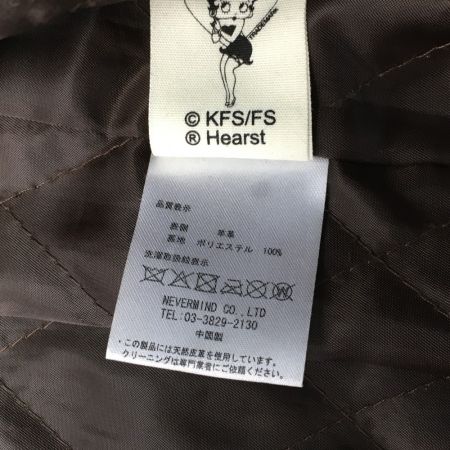 © KFS/FS
® Hearst
品質表示
表側 羊革
裏地 ポリエステル 100%
洗濯取扱絵表示
NEVERMIND CO.,LTD
TEL:03-3829-2130
中国製
・この製品には天然皮革を使用しています。
クリーニングは専門業者にご依頼ください。